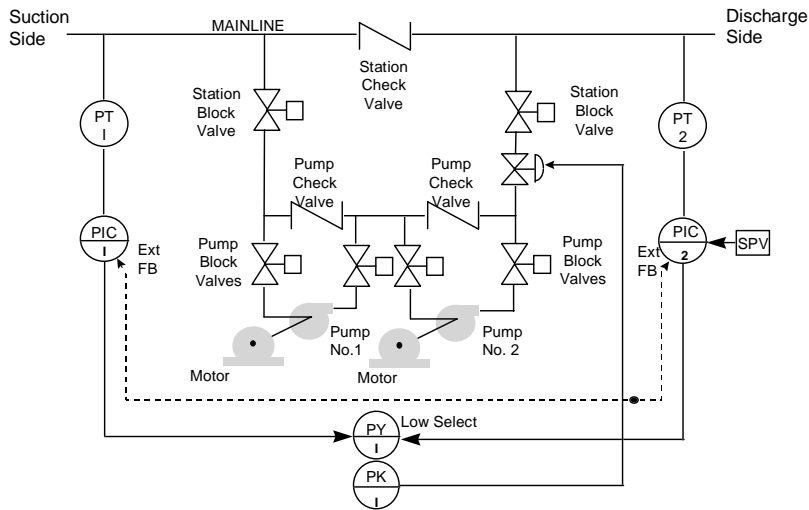 Suction
Side
MAINLINE
Discharge
Side
Station
Check
Valve
Station
Block
Valve
Station
Block
Valve
PT
I
PT
2
Pump
Check
Valve
Pump
Check
Valve
PIC
I
Ext
FB
Pump
Block
Valves
Pump
Block
Valves
Ext
FB
PIC
2
SPV
Pump
No.1
Pump
No. 2
Motor
Motor
PY
I
Low Select
PK
I